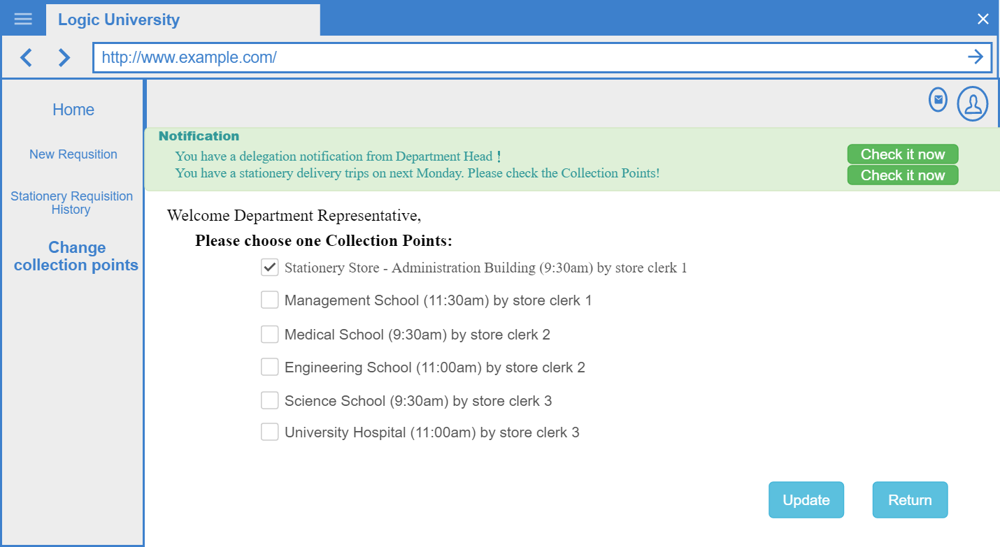 Logic University
http://www.example.com/
Home
New Requsition
Stationery Requisition
History
Change
collection points
Notification
You have a delegation notification from Department Head！
Check it now
You have a stationery delivery trips on next Monday. Please check the Collection Points!
Check it now
Welcome Department Representative,
Please choose one Collection Points:
Stationery Store - Administration Building (9:30am) by store clerk 1
Management School (11:30am) by store clerk 1
Medical School (9:30am) by store clerk 2
Engineering School (11:00am) by store clerk 2
Science School (9:30am) by store clerk 3
University Hospital (11:00am) by store clerk 3
Update
Return